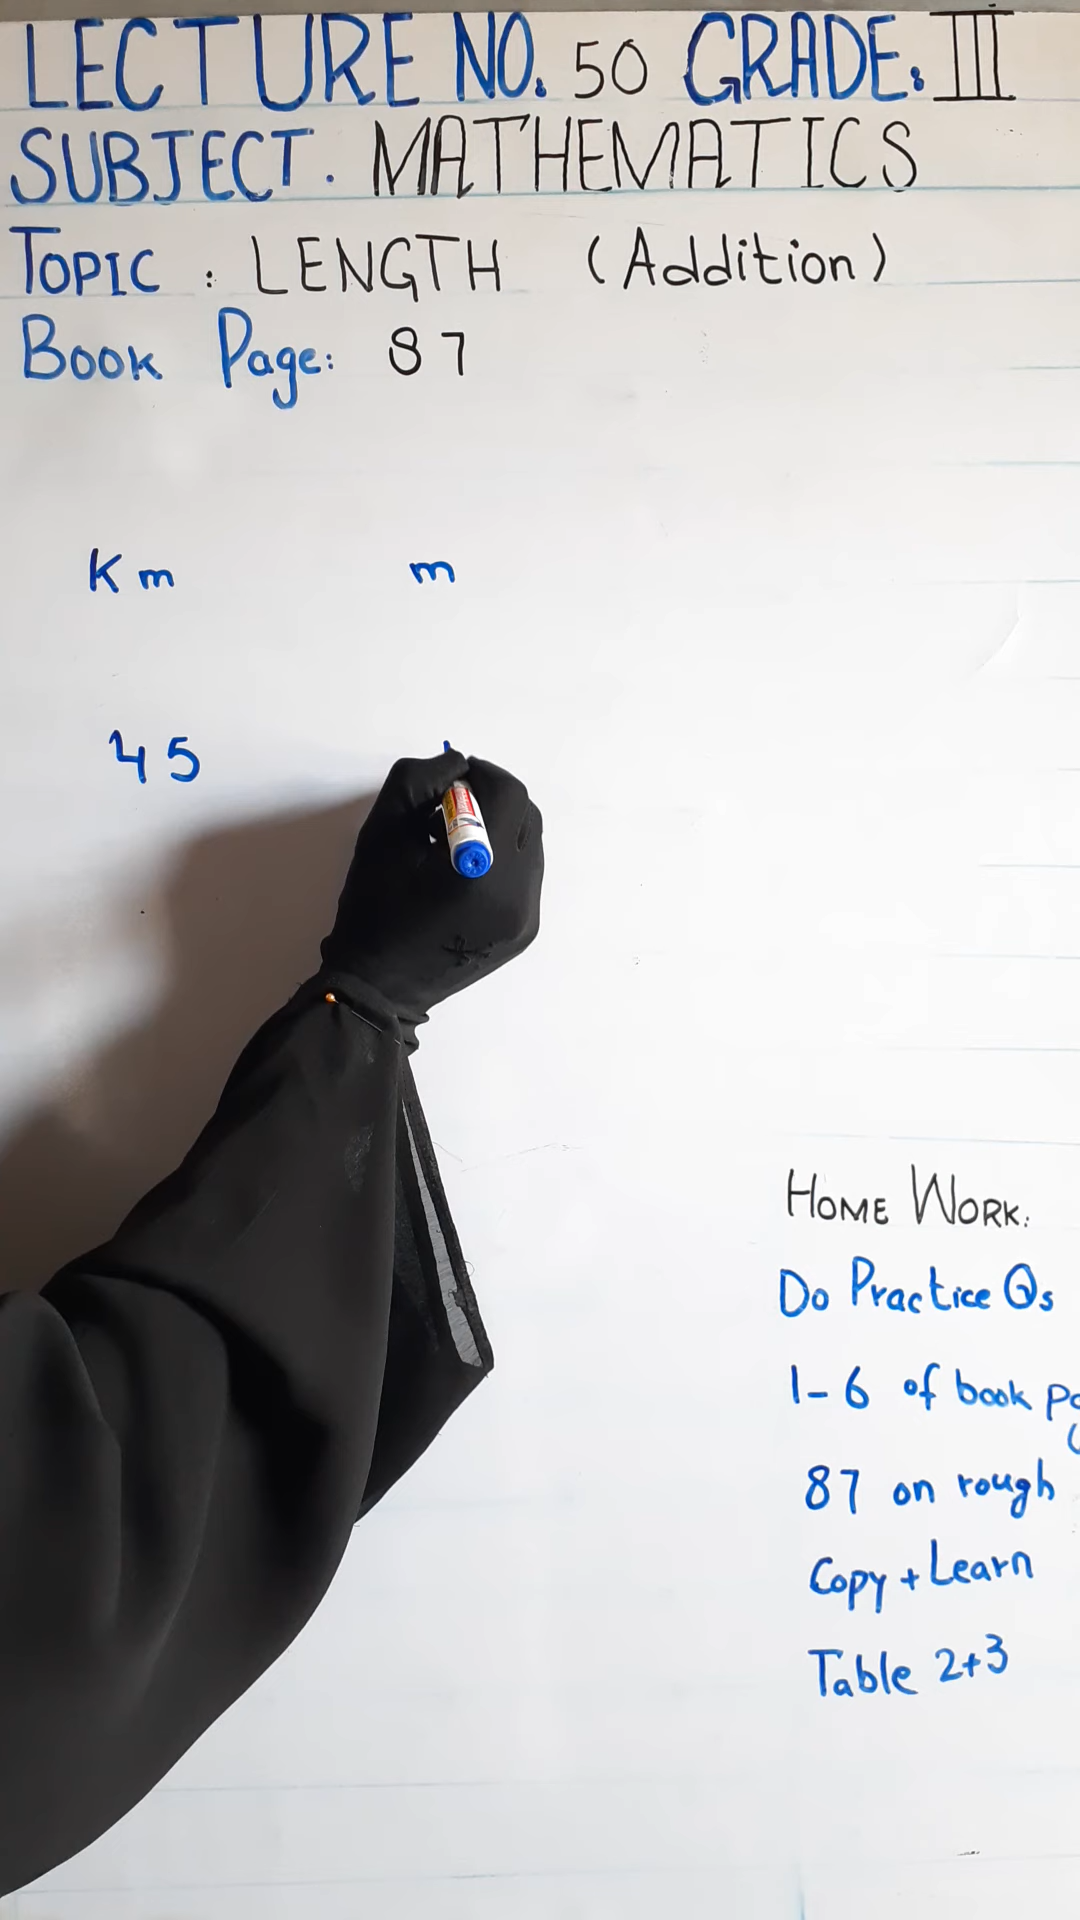 LECTURE NO. 50 GRADE: III
SUBJECT. MATHEMATICS
TOPIC : LENGTH (Addition)
BOOK Page: 87
Km m
45
HOME WORK:
Do Practice Qs
1-6 of book
87 on rough
Copy + Learn
Table 2+3